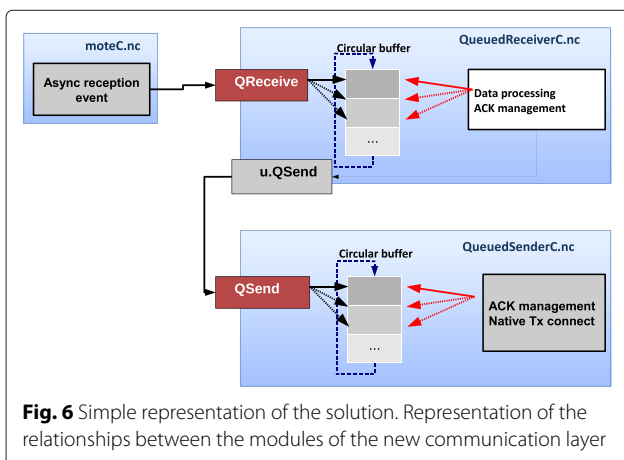 moteC.nc
QueuedReceiverC.nc
Circular buffer
Async reception
event
QReceive
Data processing
ACK management
...
u.QSend
QueuedSenderC.nc
Circular buffer
QSend
ACK management
Native Tx connect
...
Fig. 6 Simple representation of the solution. Representation of the
relationships between the modules of the new communication layer